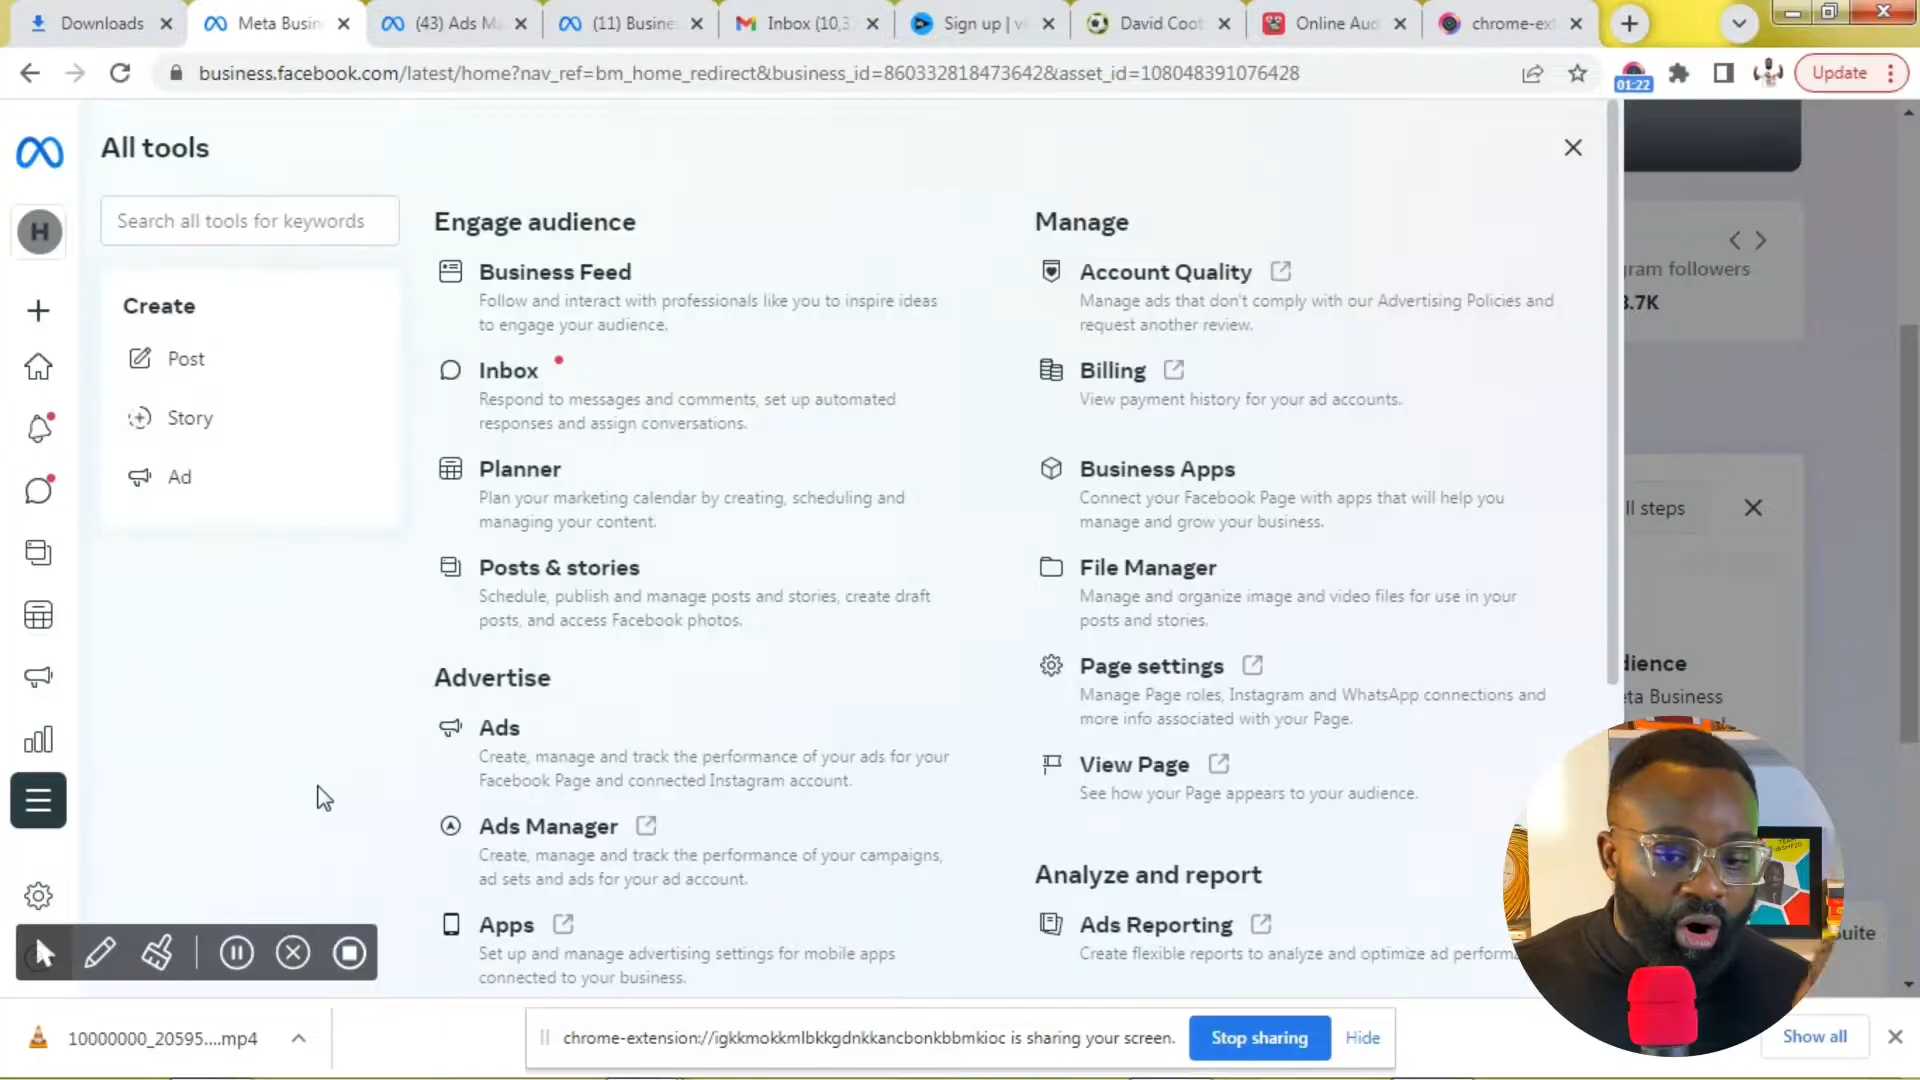 Downloads
Meta Busin
(43) Ads M
(11) Busine
Inbox (10,3
Sign up | v
David Coot
Online Aud
chrome-ext
business.facebook.com/latest/home?nav_ref=bm_home_redirect&business_id=860332818473642&asset_id=108048391076428
01:22
Update
All tools
Search all tools for keywords
Create
Post
Story
Ad
H
Engage audience
Business Feed
Follow and interact with professionals like you to inspire ideas
to engage your audience.
Inbox
Respond to messages and comments, set up automated
responses and assign conversations.
Planner
Plan your marketing calendar by creating, scheduling and
managing your content.
Posts & stories
Schedule, publish and manage posts and stories, create draft
posts, and access Facebook photos.
Advertise
Ads
Create, manage and track the performance of your ads for your
Facebook Page and connected Instagram account.
Ads Manager
Create, manage and track the performance of your campaigns,
ad sets and ads for your ad account.
Apps
Set up and manage advertising settings for mobile apps
connected to your business.
Manage
Account Quality
Manage ads that don't comply with our Advertising Policies and
request another review.
Billing
View payment history for your ad accounts.
Business Apps
Connect your Facebook Page with apps that will help you
manage and grow your business.
File Manager
Manage and organize image and video files for use in your
posts and stories.
Page settings
Manage Page roles, Instagram and WhatsApp connections and
more info associated with your Page.
View Page
See how your Page appears to your audience.
Analyze and report
Ads Reporting
Create flexible reports to analyze and optimize ad perform
ram followers
3.7K
ll steps
dience
eta Business
Suite
10000000_20595....mp4
chrome-extension://igkkmokkmlbkkgdnkkancbonkbbmkioc is sharing your screen.
Stop sharing
Hide
Show all